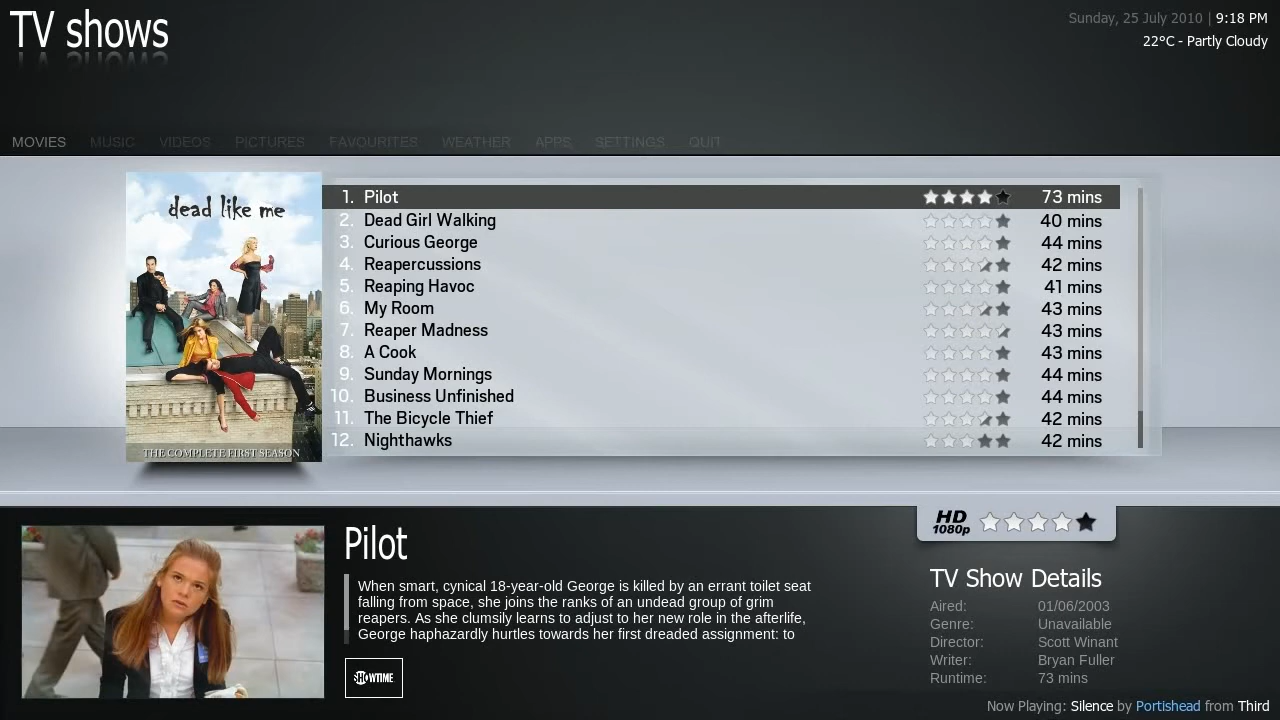 TV shows
Sunday, 25 July 2010 | 9:18 PM
22°C - Partly Cloudy
MOVIES MUSIC VIDEOS PICTURES FAVOURITES WEATHER APPS SETTINGS QUIT
dead like me
THE COMPLETE FIRST SEASON
1. Pilot 73 mins
2. Dead Girl Walking 40 mins
3. Curious George 44 mins
4. Reapercussions 42 mins
5. Reaping Havoc 41 mins
6. My Room 43 mins
7. Reaper Madness 43 mins
8. A Cook 43 mins
9. Sunday Mornings 44 mins
10. Business Unfinished 44 mins
11. The Bicycle Thief 42 mins
12. Nighthawks 42 mins
Pilot
When smart, cynical 18-year-old George is killed by an errant toilet seat
falling from space, she joins the ranks of an undead group of grim
reapers. As she clumsily learns to adjust to her new role in the afterlife,
George haphazardly hurtles towards her first dreaded assignment: to
SHOWTIME
HD
1080p
TV Show Details
Aired: 01/06/2003
Genre: Unavailable
Director: Scott Winant
Writer: Bryan Fuller
Runtime: 73 mins
Now Playing: Silence by Portishead from Third